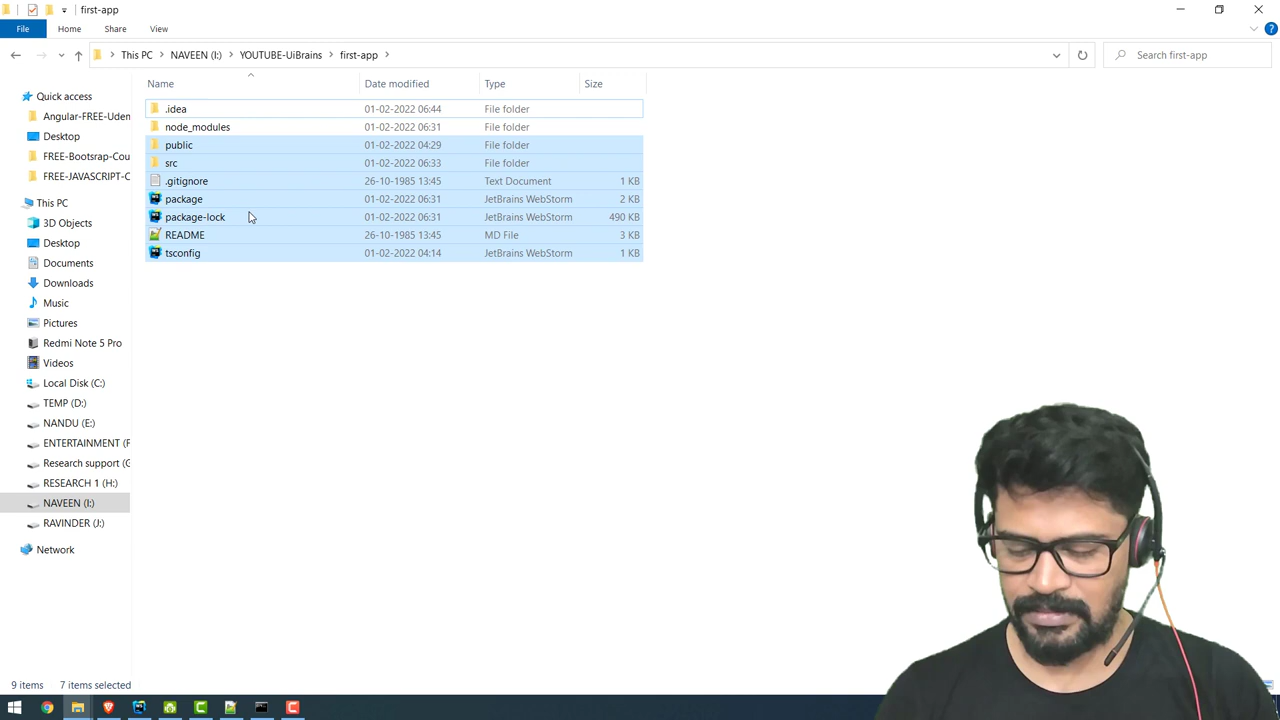 first-app
File
Home
Share
View
This PC
NAVEEN (I:)
YOUTUBE-UiBrains
first-app
Search first-app
Name
Date modified
Type
Size
Quick access
Angular-FREE-Uden
Desktop
FREE-Bootsrap-Cou
FREE-JAVASCRIPT-C
This PC
3D Objects
Desktop
Documents
Downloads
Music
Pictures
Redmi Note 5 Pro
Videos
Local Disk (C:)
TEMP (D:)
NANDU (E:)
ENTERTAINMENT (F
Research support (G
RESEARCH 1 (H:)
NAVEEN (I:)
RAVINDER (J:)
Network
.idea 01-02-2022 06:44 File folder
node_modules 01-02-2022 06:31 File folder
public 01-02-2022 04:29 File folder
src 01-02-2022 06:33 File folder
.gitignore 26-10-1985 13:45 Text Document 1 KB
package 01-02-2022 06:31 JetBrains WebStorm 2 KB
package-lock 01-02-2022 06:31 JetBrains WebStorm 490 KB
README 26-10-1985 13:45 MD File 3 KB
tsconfig 01-02-2022 04:14 JetBrains WebStorm 1 KB
9 items
7 items selected